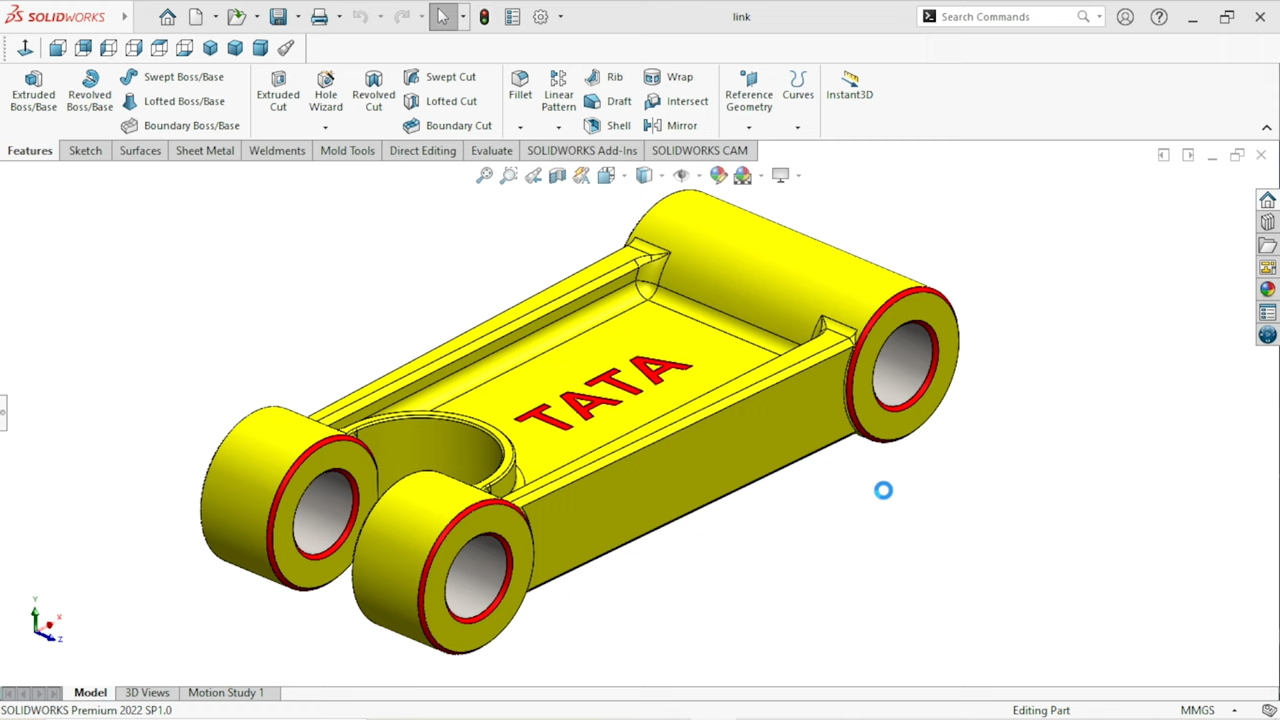 SOLIDWORKS
link
Search Commands
Extruded Boss/Base
Revolved Boss/Base
Swept Boss/Base
Lofted Boss/Base
Boundary Boss/Base
Extruded Cut
Hole Wizard
Revolved Cut
Swept Cut
Lofted Cut
Boundary Cut
Fillet
Linear Pattern
Rib
Draft
Shell
Wrap
Intersect
Mirror
Reference Geometry
Curves
Instant3D
Features
Sketch
Surfaces
Sheet Metal
Weldments
Mold Tools
Direct Editing
Evaluate
SOLIDWORKS Add-Ins
SOLIDWORKS CAM
TATA
Y
X
Z
Model
3D Views
Motion Study 1
SOLIDWORKS Premium 2022 SP1.0
Editing Part
MMGS